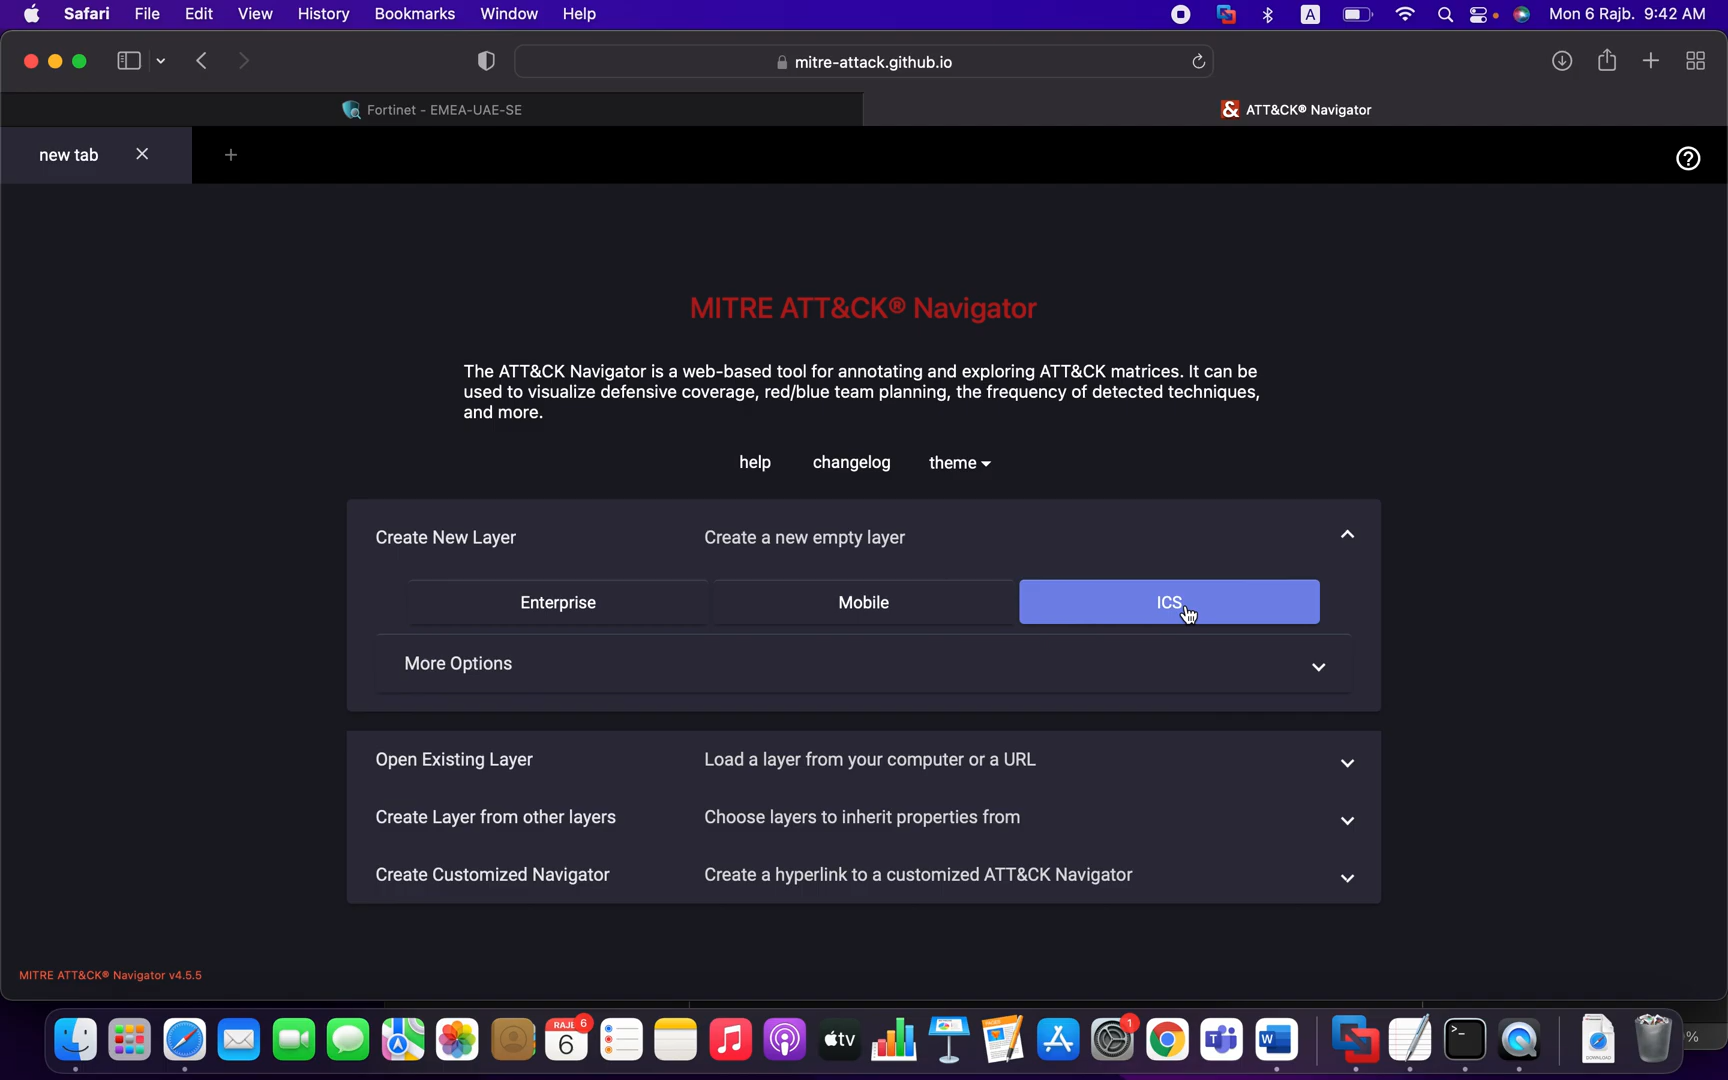 Safari File Edit View History Bookmarks Window Help A Mon 6 Rajb. 9:42 AM
mitre-attack.github.io
Fortinet - EMEA-UAE-SE & ATT&CK® Navigator
new tab
MITRE ATT&CK® Navigator
The ATT&CK Navigator is a web-based tool for annotating and exploring ATT&CK matrices. It can be
used to visualize defensive coverage, red/blue team planning, the frequency of detected techniques,
and more.
help changelog theme
Create New Layer Create a new empty layer
Enterprise Mobile ICS
More Options
Open Existing Layer Load a layer from your computer or a URL
Create Layer from other layers Choose layers to inherit properties from
Create Customized Navigator Create a hyperlink to a customized ATT&CK Navigator
MITRE ATT&CK® Navigator v4.5.5
RAJB 6
6
tv
1
W
DOWNLOAD
%